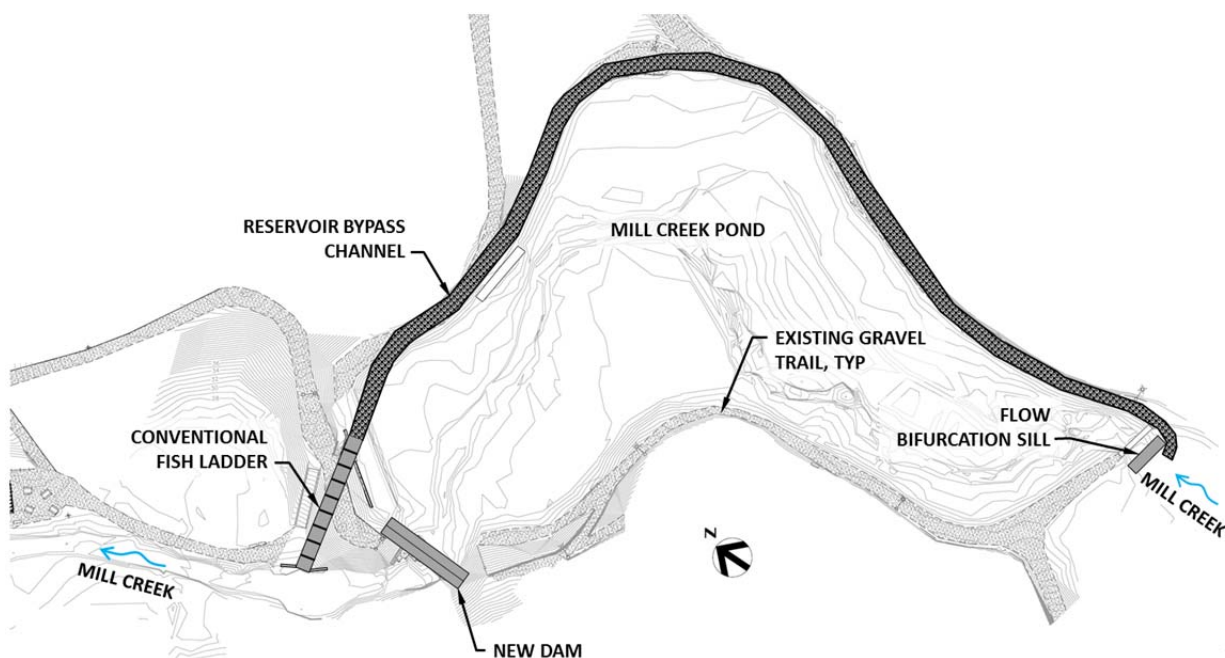 RESERVOIR BYPASS
CHANNEL
MILL CREEK POND
EXISTING GRAVEL
TRAIL, TYP
FLOW
BIFURCATION SILL
MILL CREEK
CONVENTIONAL
FISH LADDER
MILL CREEK
NEW DAM
Z